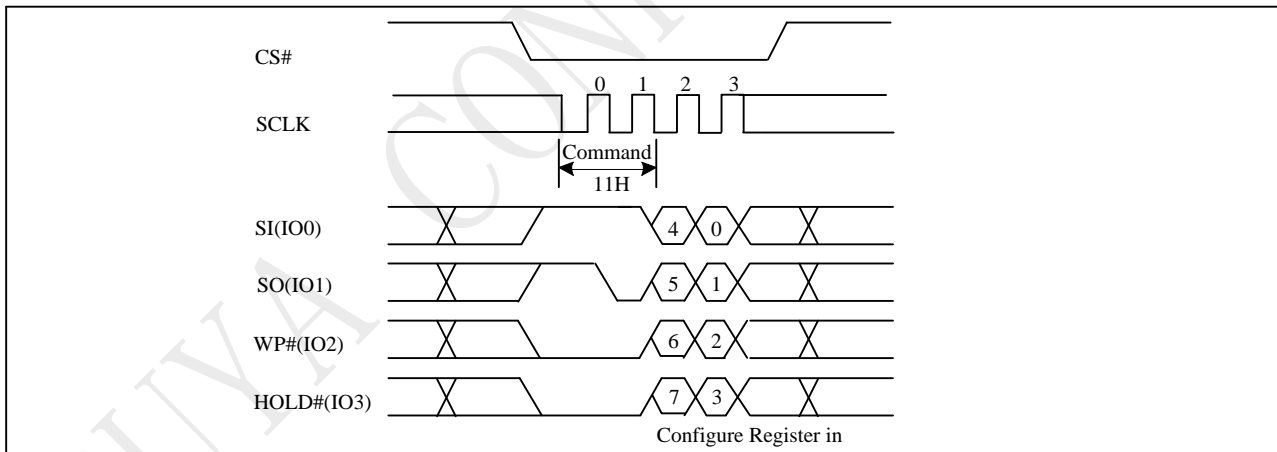 CS#
0 1 2 3
SCLK
Command
11H
SI(IO0)
4 0
SO(IO1)
5 1
WP#(IO2)
6 2
HOLD#(IO3)
7 3
Configure Register in